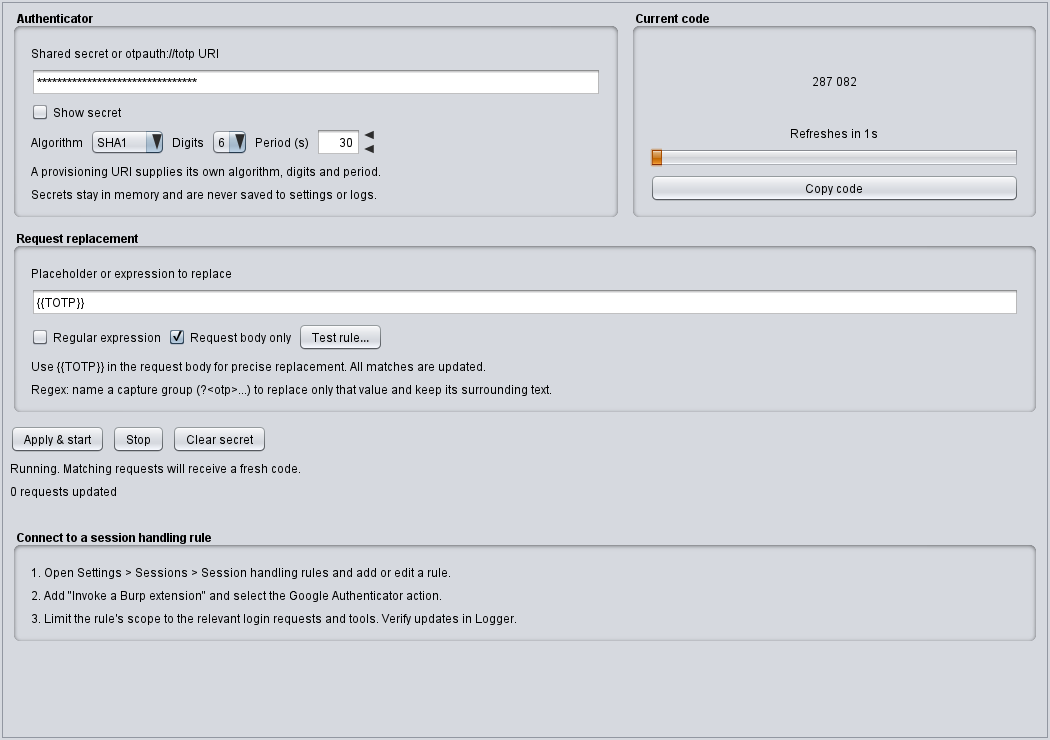 Authenticator
Shared secret or otpauth://totp URI
********************************
Show secret
Algorithm SHA1 Digits 6 Period (s) 30
A provisioning URI supplies its own algorithm, digits and period.
Secrets stay in memory and are never saved to settings or logs.
Current code
287 082
Refreshes in 1s
Copy code
Request replacement
Placeholder or expression to replace
{{TOTP}}
Regular expression Request body only Test rule...
Use {{TOTP}} in the request body for precise replacement. All matches are updated.
Regex: name a capture group (?<otp>...) to replace only that value and keep its surrounding text.
Apply & start Stop Clear secret
Running. Matching requests will receive a fresh code.
0 requests updated
Connect to a session handling rule
1. Open Settings > Sessions > Session handling rules and add or edit a rule.
2. Add "Invoke a Burp extension" and select the Google Authenticator action.
3. Limit the rule's scope to the relevant login requests and tools. Verify updates in Logger.